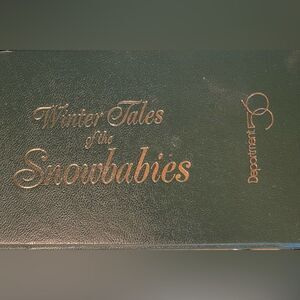 Winter Tales
of the
Snowbabies
Department 56